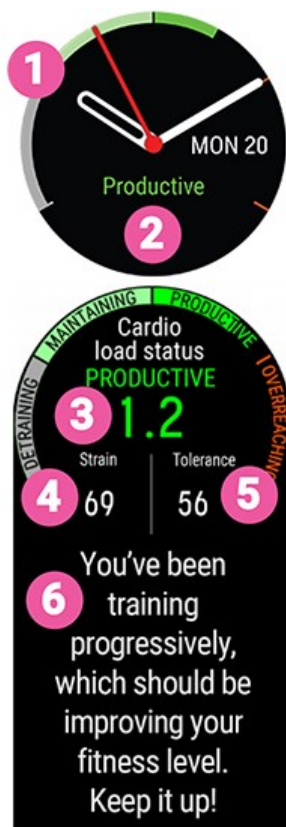 1
MON 20
Productive
2
DETRAINING
MAINTAINING
PRODUCTIVE
OVERREACHING
Cardio
load status
PRODUCTIVE
3
1.2
Strain
Tolerance
4
69
56
5
6
You've been
training
progressively,
which should be
improving your
fitness level.
Keep it up!